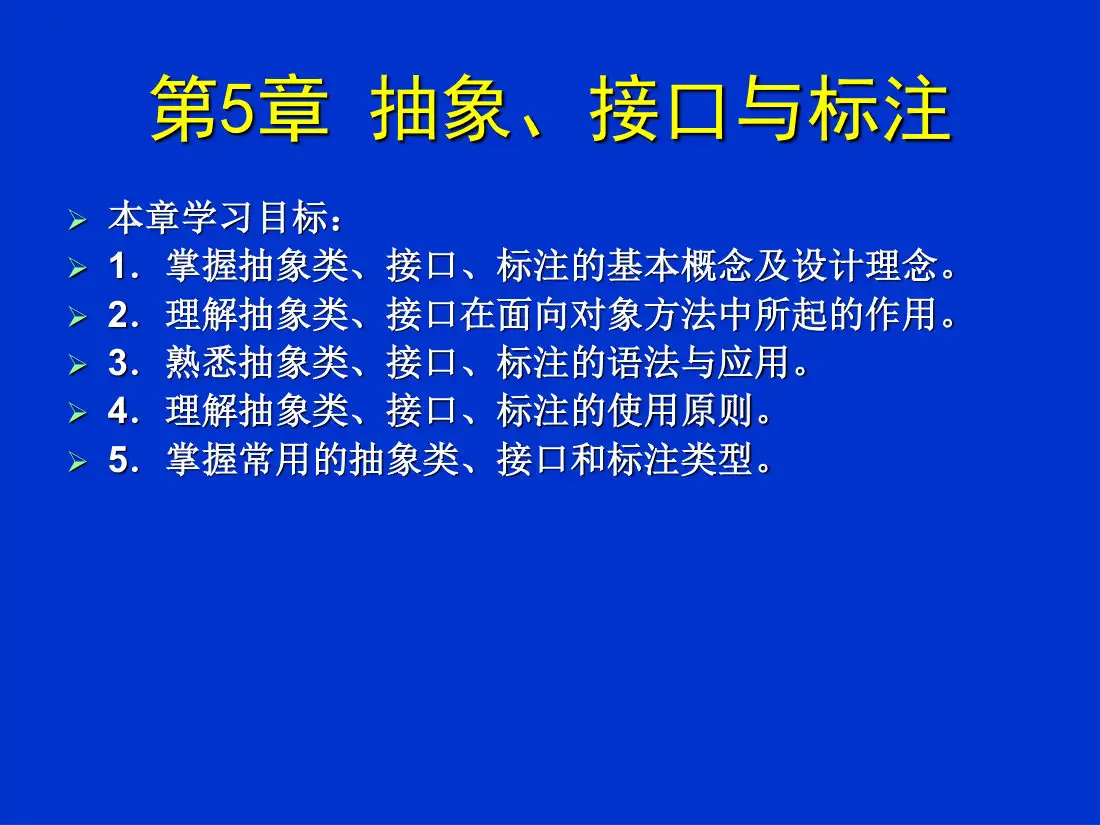 第5章 抽象、接口与标注
本章学习目标：
1．掌握抽象类、接口、标注的基本概念及设计理念。
2．理解抽象类、接口在面向对象方法中所起的作用。
3．熟悉抽象类、接口、标注的语法与应用。
4．理解抽象类、接口、标注的使用原则。
5．掌握常用的抽象类、接口和标注类型。